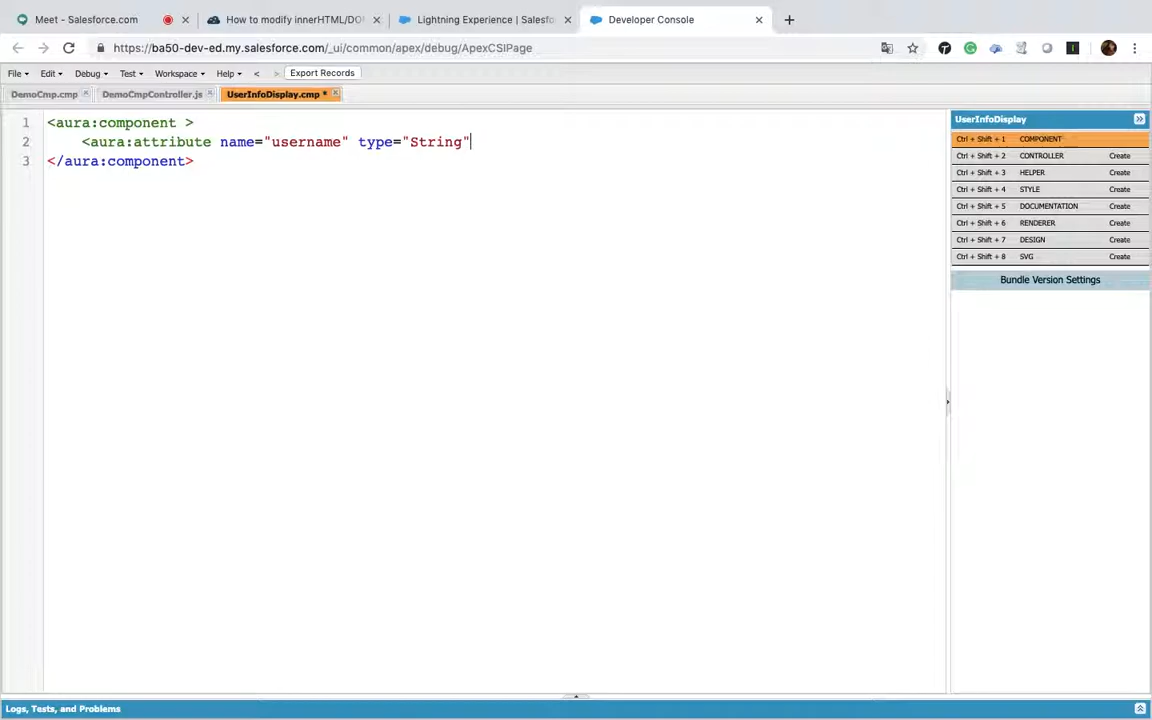 Meet - Salesforce.com
How to modify innerHTML/DO
Lightning Experience | Salesfo
Developer Console
https://ba50-dev-ed.my.salesforce.com/_ui/common/apex/debug/ApexCSIPage
File Edit Debug Test Workspace Help < > Export Records
DemoCmp.cmp DemoCmpController.js UserInfoDisplay.cmp *
1 <aura:component >
2 <aura:attribute name="username" type="String"
3 </aura:component>
UserInfoDisplay
Ctrl + Shift + 1 COMPONENT
Ctrl + Shift + 2 CONTROLLER Create
Ctrl + Shift + 3 HELPER Create
Ctrl + Shift + 4 STYLE Create
Ctrl + Shift + 5 DOCUMENTATION Create
Ctrl + Shift + 6 RENDERER Create
Ctrl + Shift + 7 DESIGN Create
Ctrl + Shift + 8 SVG Create
Bundle Version Settings
Logs, Tests, and Problems